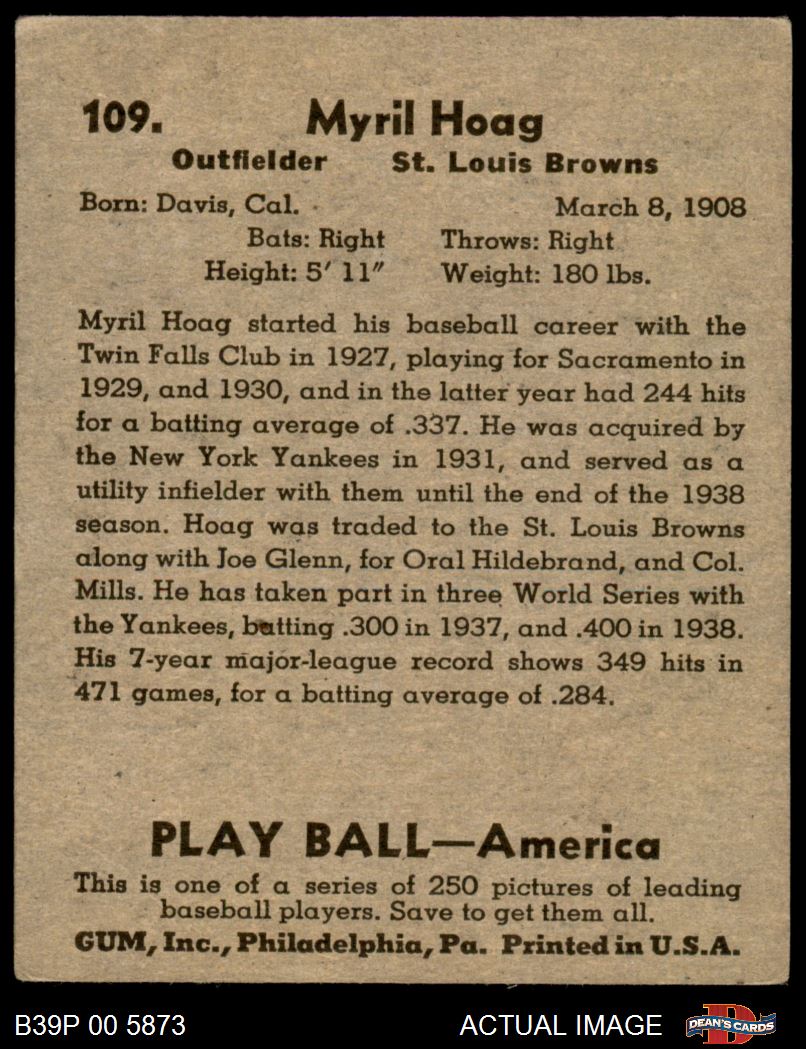 109. Myril Hoag
Outfielder St. Louis Browns
Born: Davis, Cal. March 8, 1908
Bats: Right Throws: Right
Height: 5′ 11″ Weight: 180 lbs.
Myril Hoag started his baseball career with the
Twin Falls Club in 1927, playing for Sacramento in
1929, and 1930, and in the latter year had 244 hits
for a batting average of .337. He was acquired by
the New York Yankees in 1931, and served as a
utility infielder with them until the end of the 1938
season. Hoag was traded to the St. Louis Browns
along with Joe Glenn, for Oral Hildebrand, and Col.
Mills. He has taken part in three World Series with
the Yankees, batting .300 in 1937, and .400 in 1938.
His 7-year major-league record shows 349 hits in
471 games, for a batting average of .284.
PLAY BALL—America
This is one of a series of 250 pictures of leading
baseball players. Save to get them all.
GUM, Inc., Philadelphia, Pa. Printed in U.S.A.
B39P 00 5873 ACTUAL IMAGE D DEAN'S CARDS